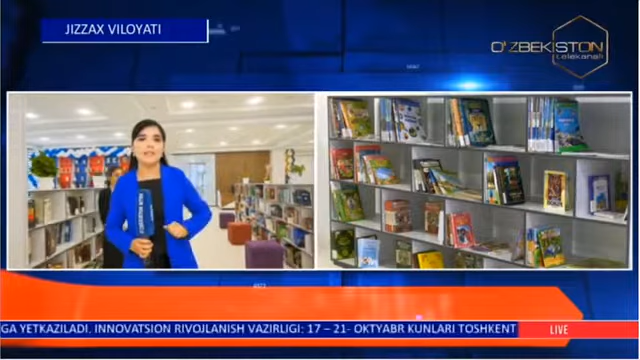 JIZZAX VILOYATI
O'ZBEKISTON
telekanali
GA YETKAZILADI. INNOVATSION RIVOJLANISH VAZIRLIGI: 17 – 21- OKTYABR KUNLARI TOSHKENT
LIVE